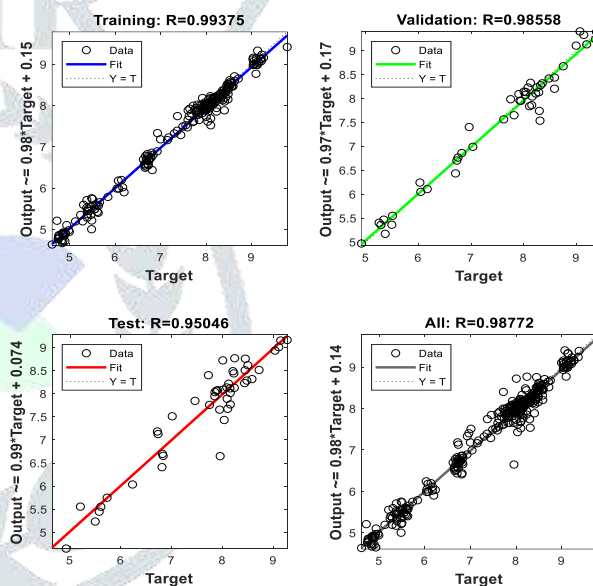 Training: R=0.99375
Output ~= 0.98*Target + 0.15
Data
Fit
Y = T
9
8
7
6
5
5 6 7 8 9
Target
Validation: R=0.98558
Output ~= 0.97*Target + 0.17
Data
Fit
Y = T
9
8.5
8
7.5
7
6.5
6
5.5
5
5 6 7 8 9
Target
Test: R=0.95046
Output ~= 0.99*Target + 0.074
Data
Fit
Y = T
9
8.5
8
7.5
7
6.5
6
5.5
5
5 6 7 8 9
Target
All: R=0.98772
Output ~= 0.98*Target + 0.14
Data
Fit
Y = T
9
8
7
6
5
5 6 7 8 9
Target